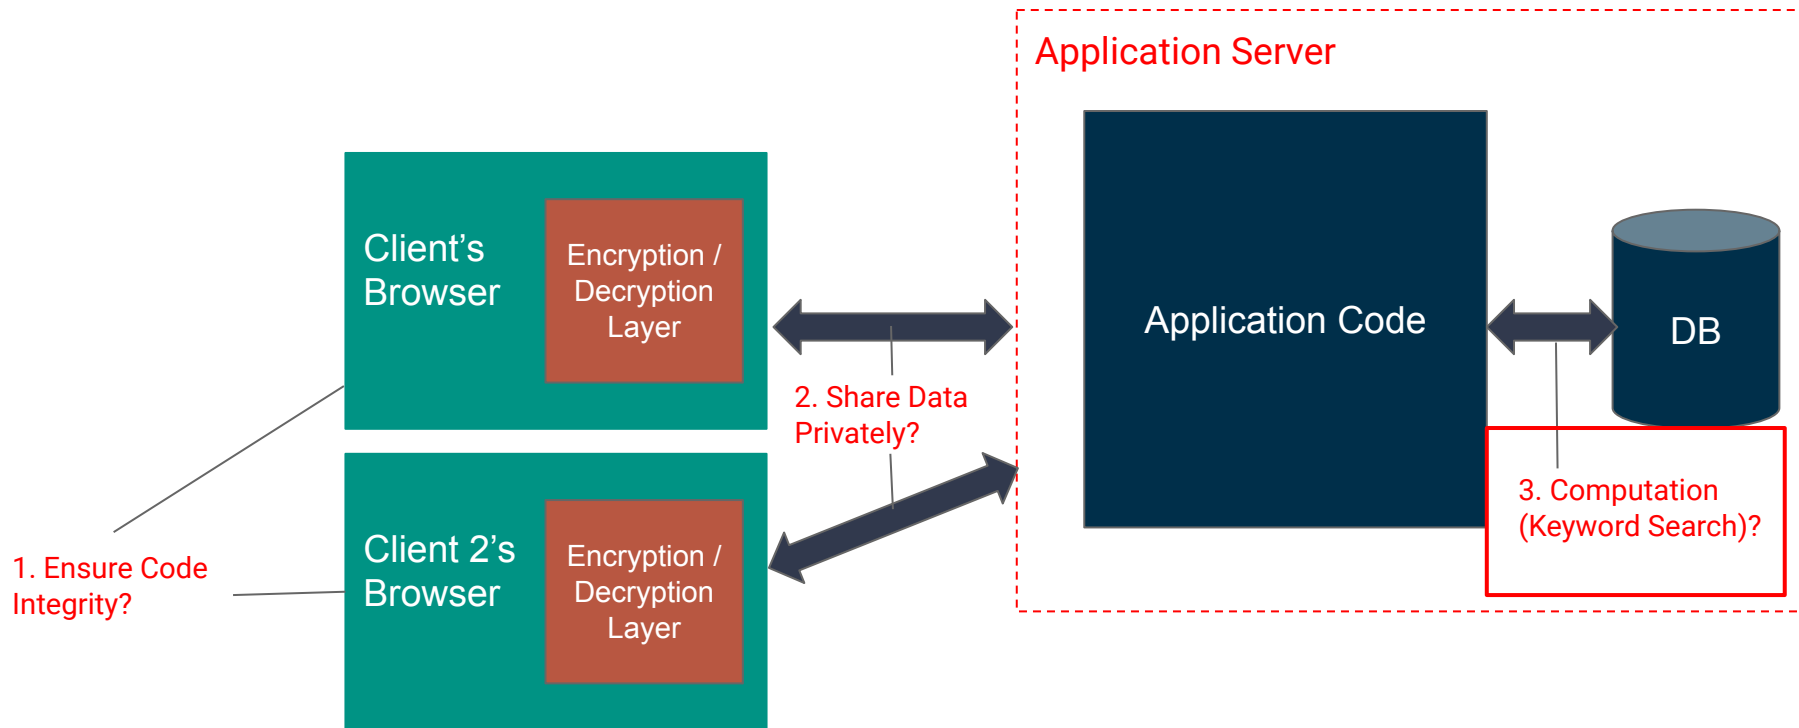 Application Server
Client’s
Browser
Encryption /
Decryption
Layer
Application Code
DB
2. Share Data
Privately?
3. Computation
(Keyword Search)?
Client 2’s
Browser
Encryption /
Decryption
Layer
1. Ensure Code
Integrity?